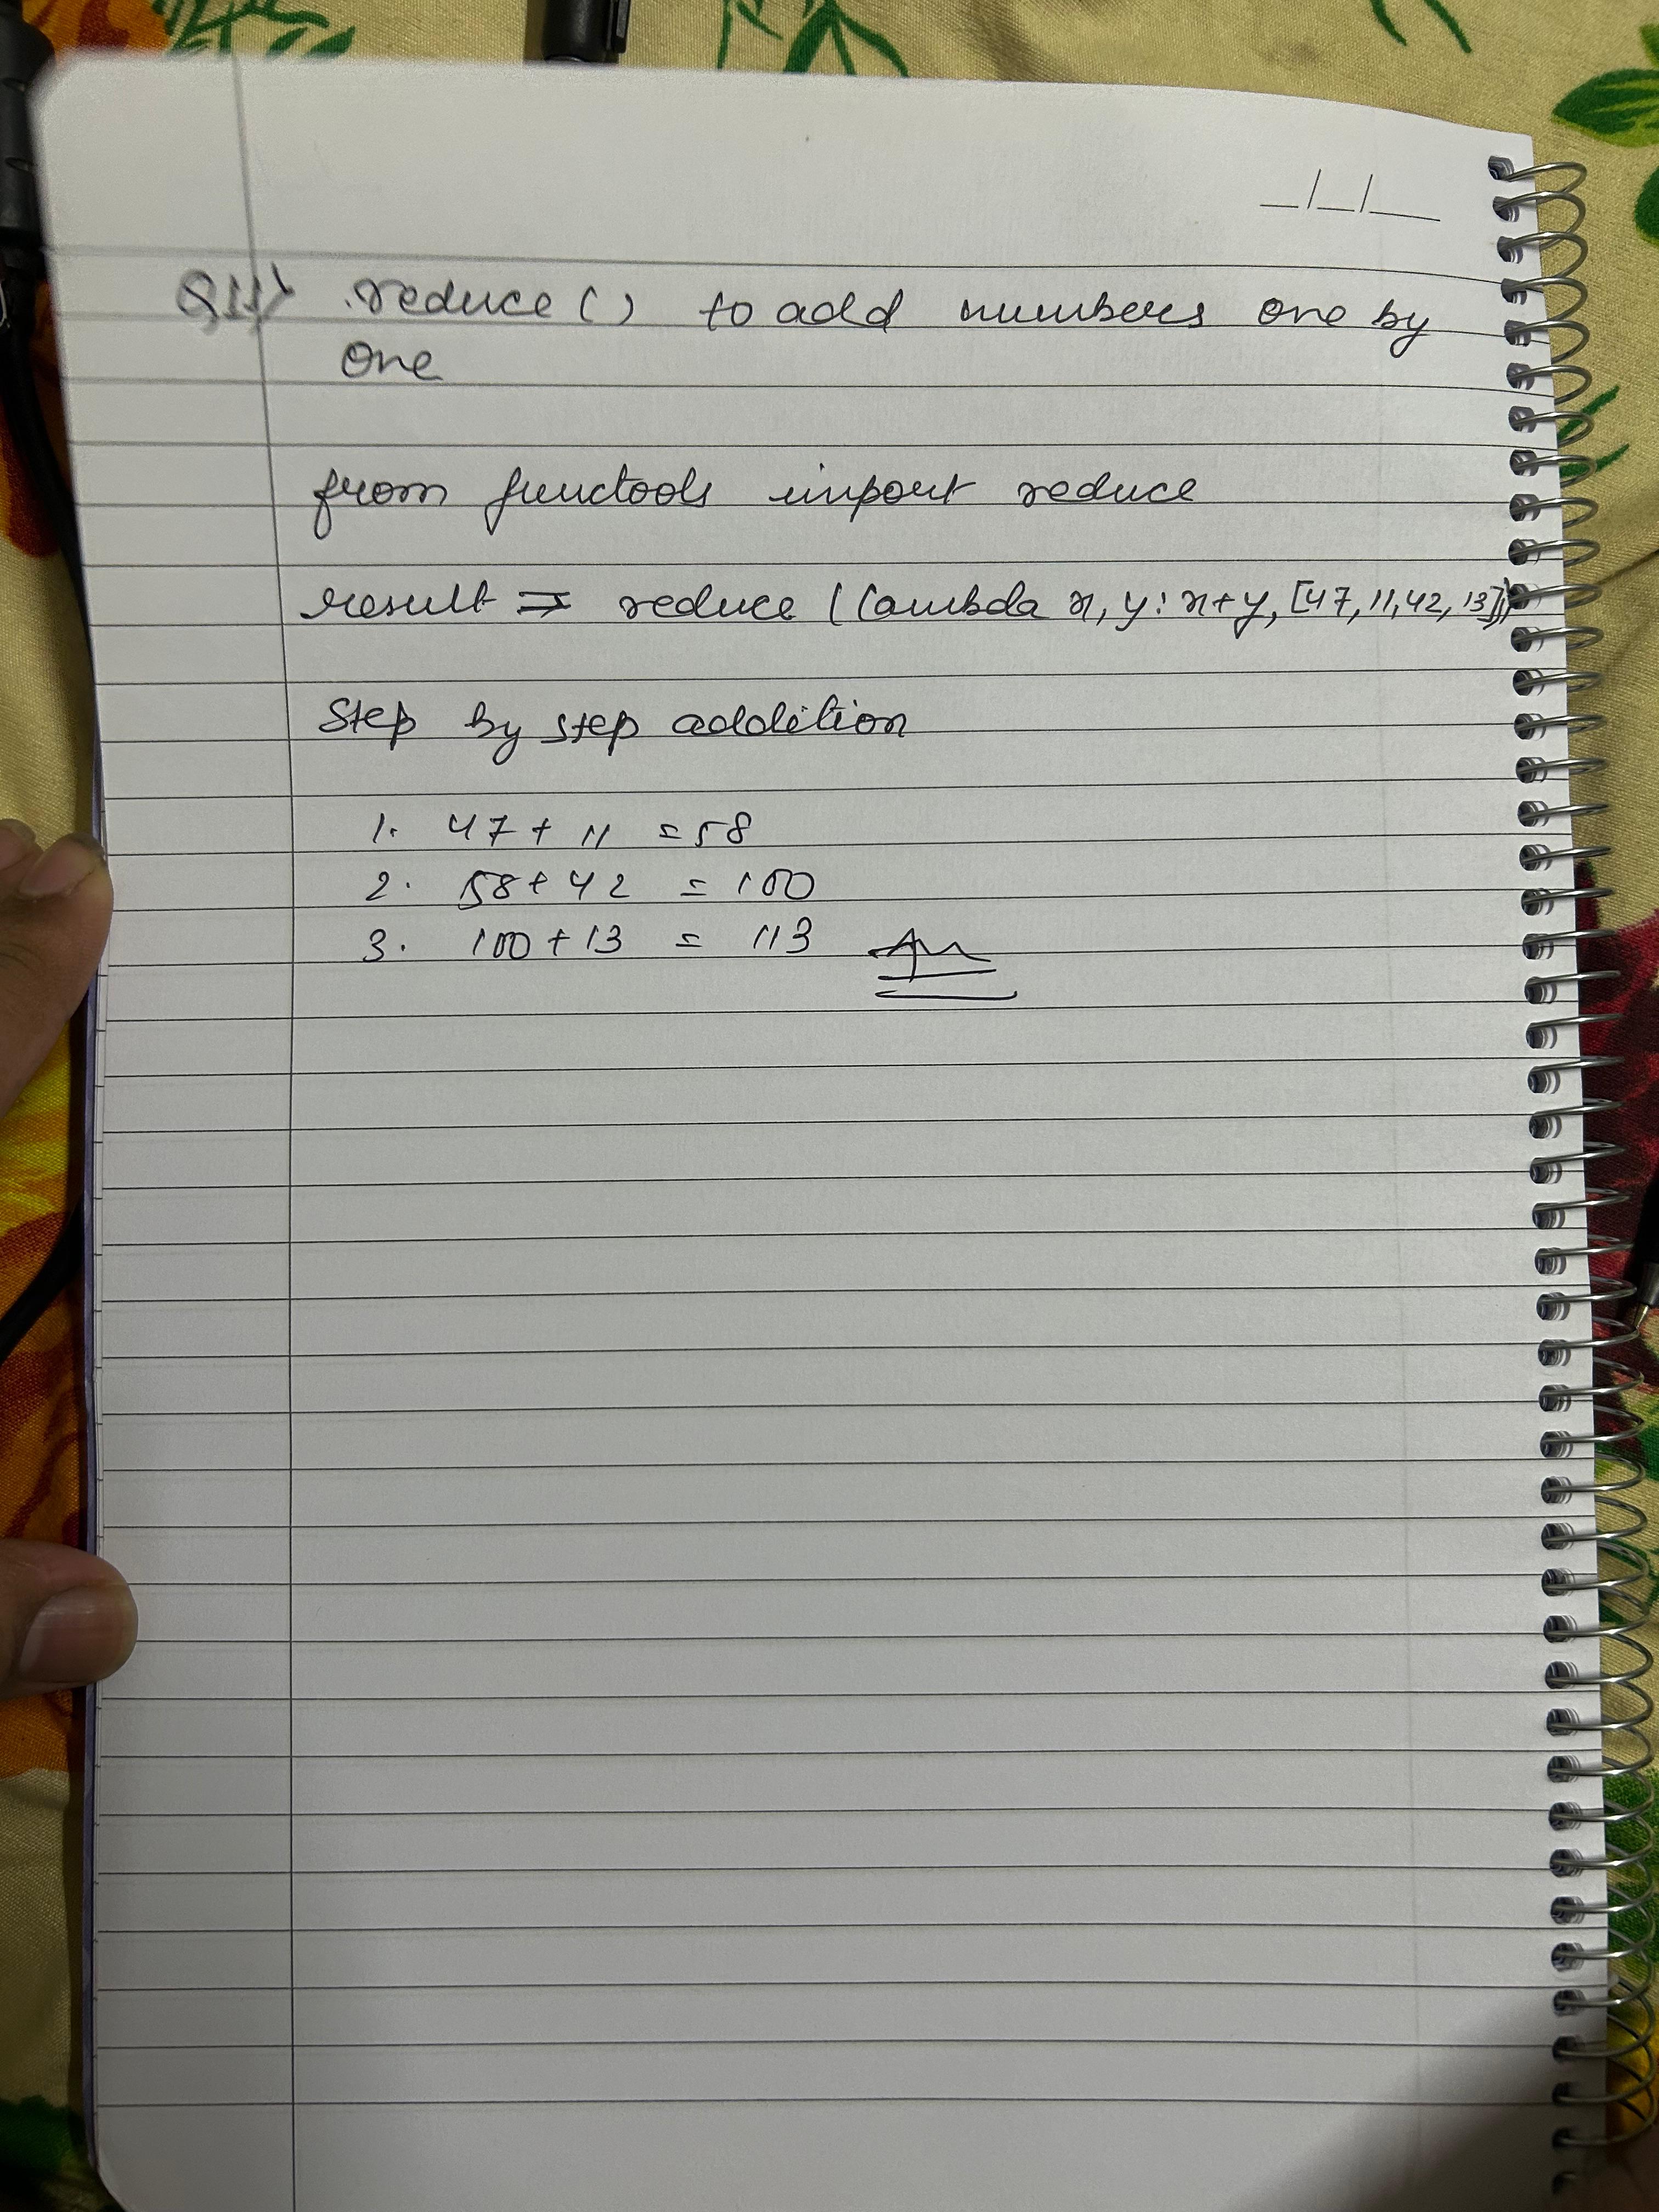 _/_/__
Q11) reduce() to add numbers one by
one
from functools import reduce
result = reduce (lambda x, y: x+y, [47, 11, 42, 13])
Step by step addition
1. 47 + 11 = 58
2. 58 + 42 = 100
3. 100 + 13 = 113 Ans